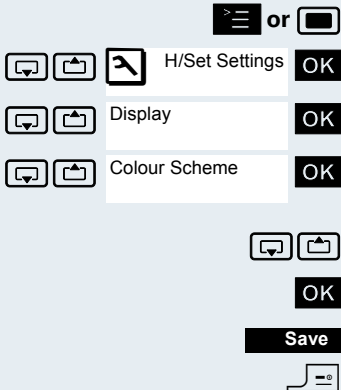 or
H/Set Settings OK
Display OK
Colour Scheme OK
OK
Save